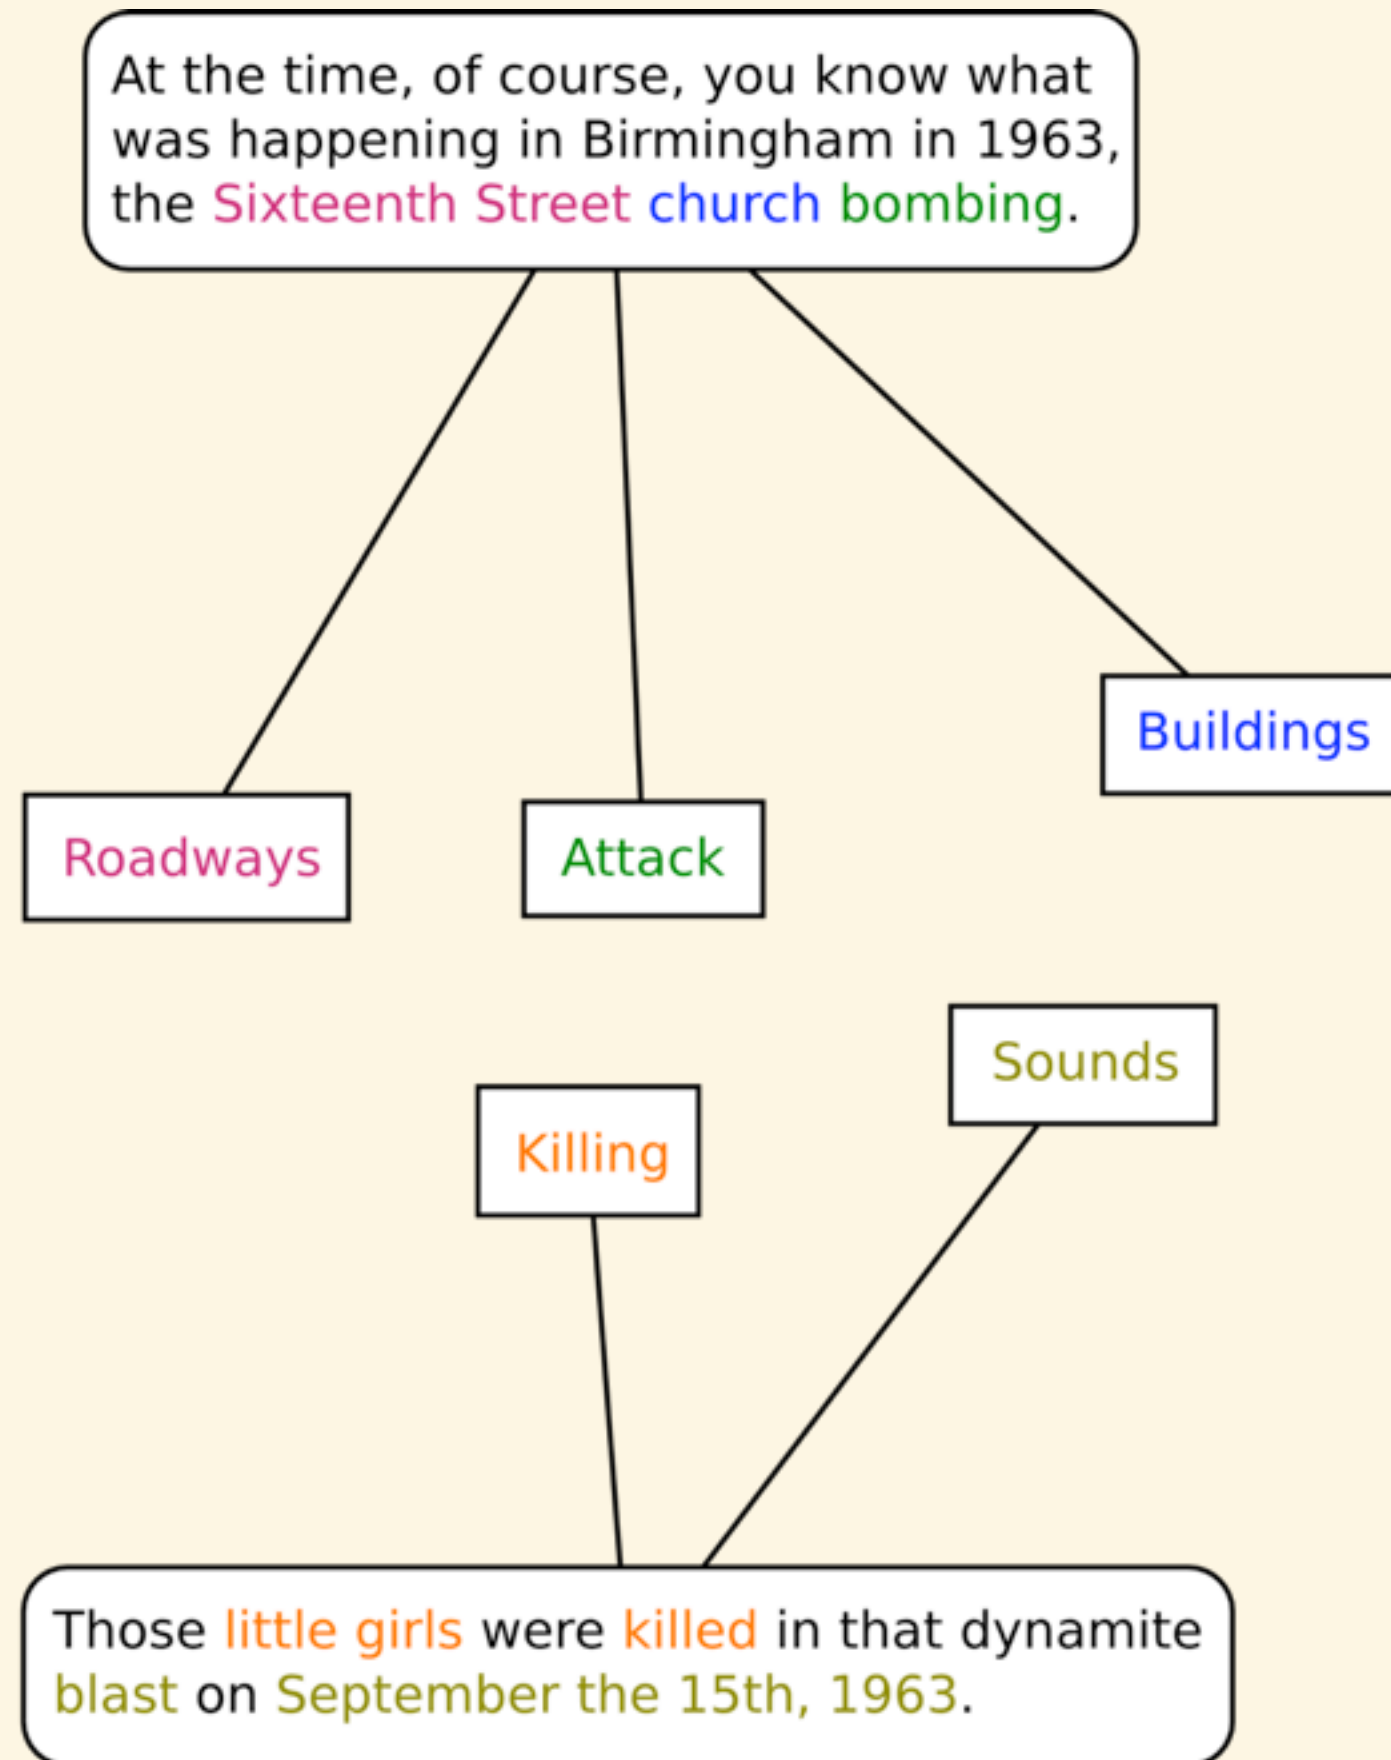 At the time, of course, you know what
was happening in Birmingham in 1963,
the Sixteenth Street church bombing.
Buildings
Roadways
Attack
Sounds
Killing
Those little girls were killed in that dynamite
blast on September the 15th, 1963.